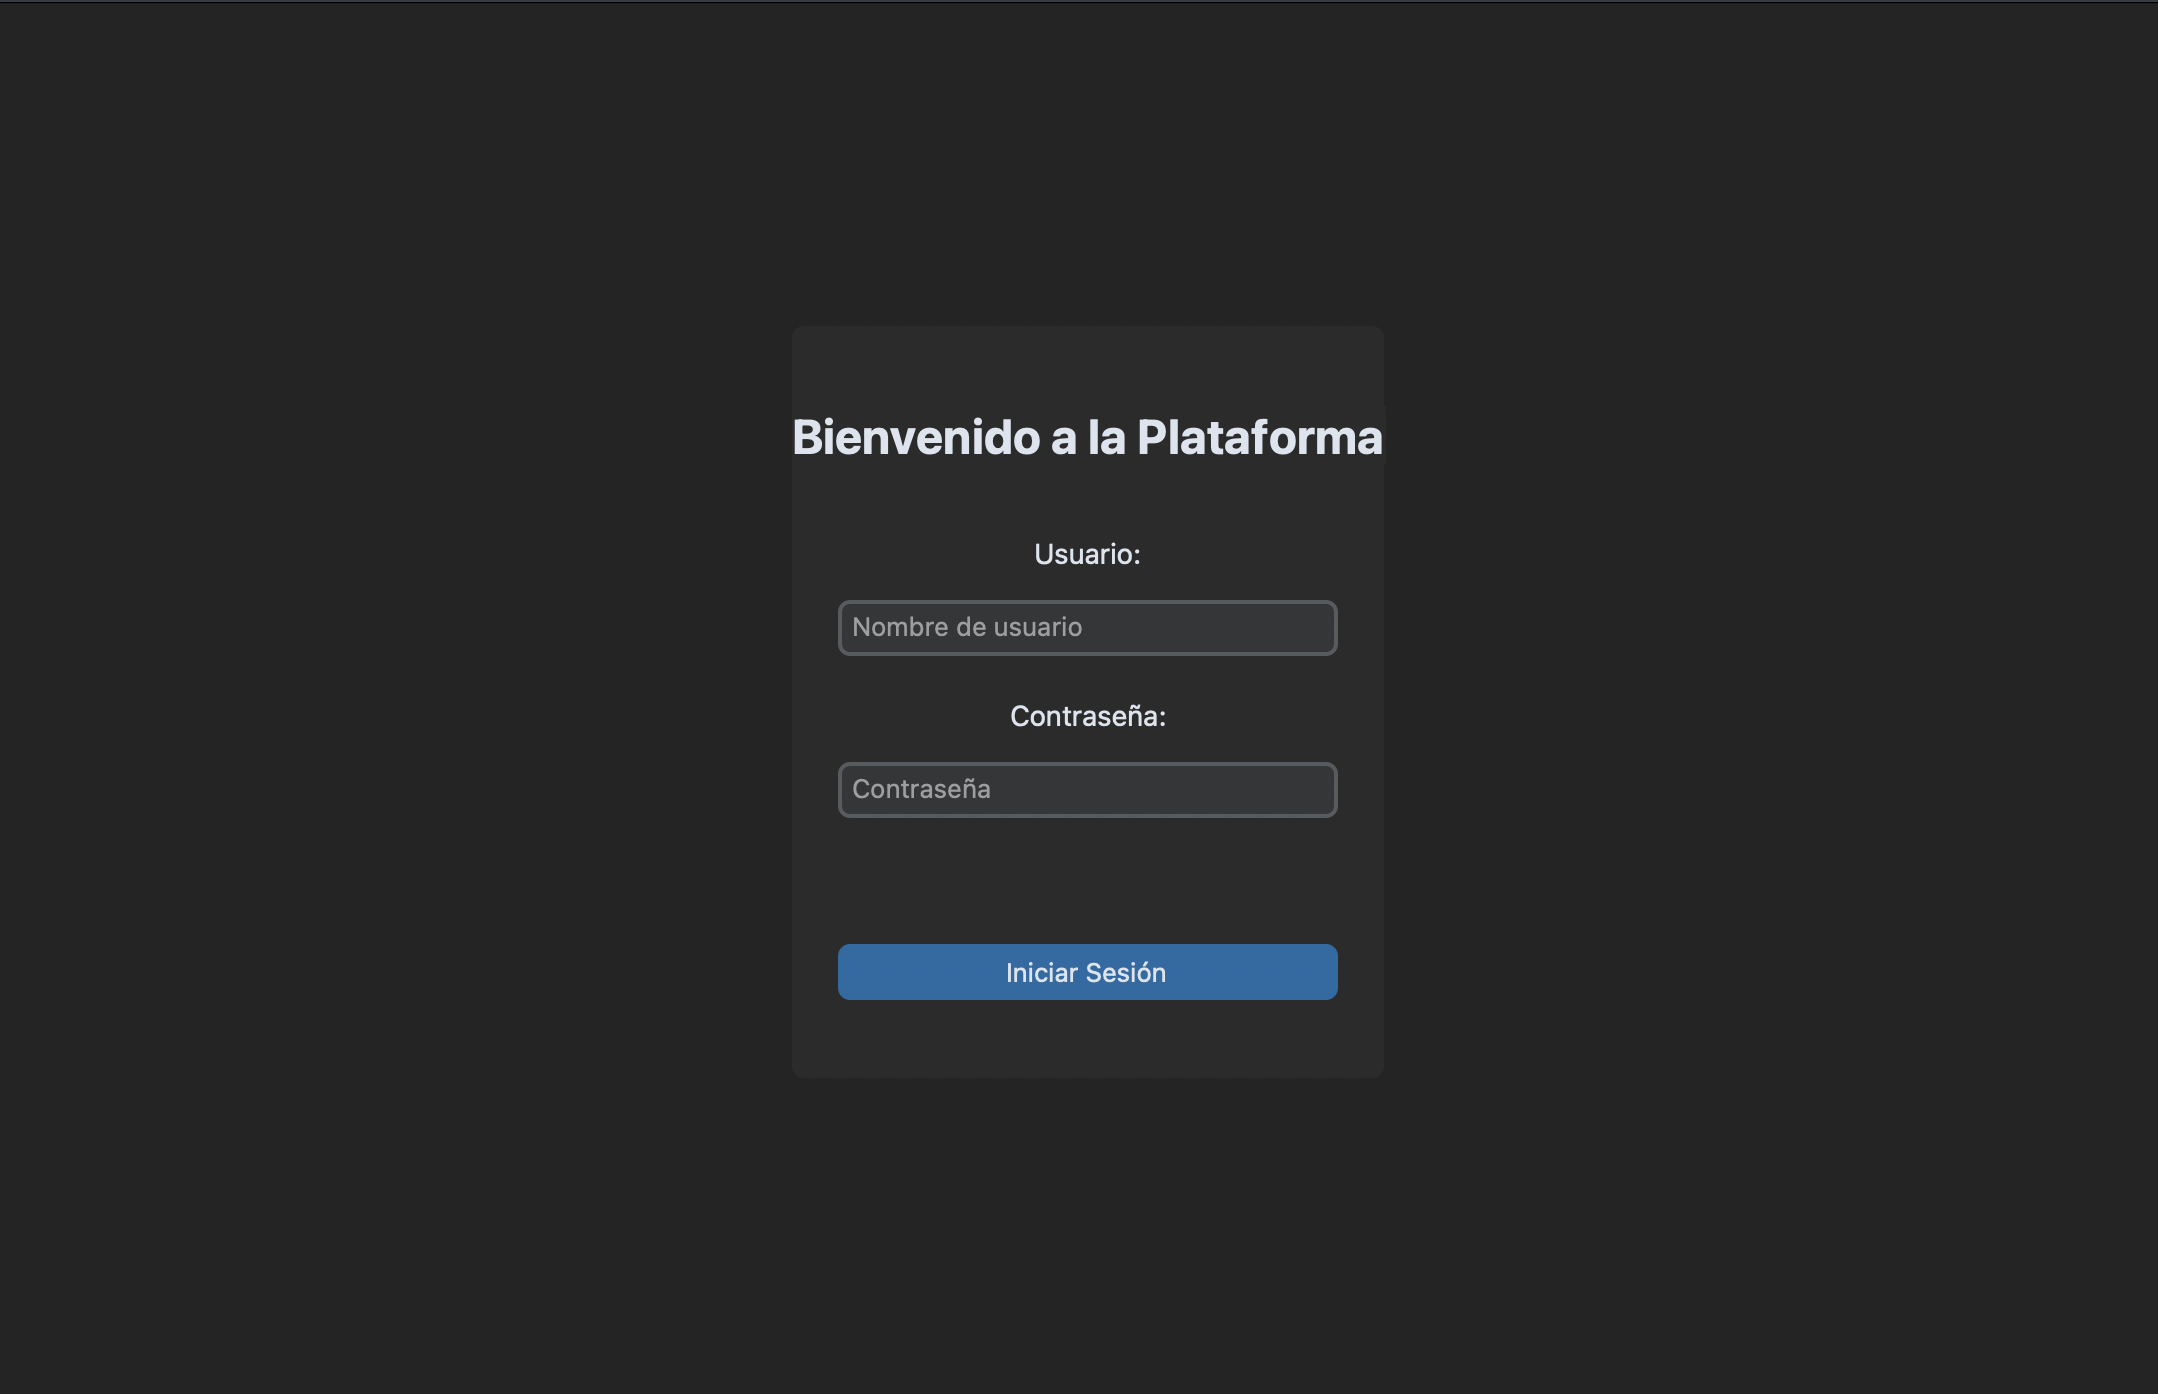 Bienvenido a la Plataforma
Usuario:
Nombre de usuario
Contraseña:
Contraseña
Iniciar Sesión